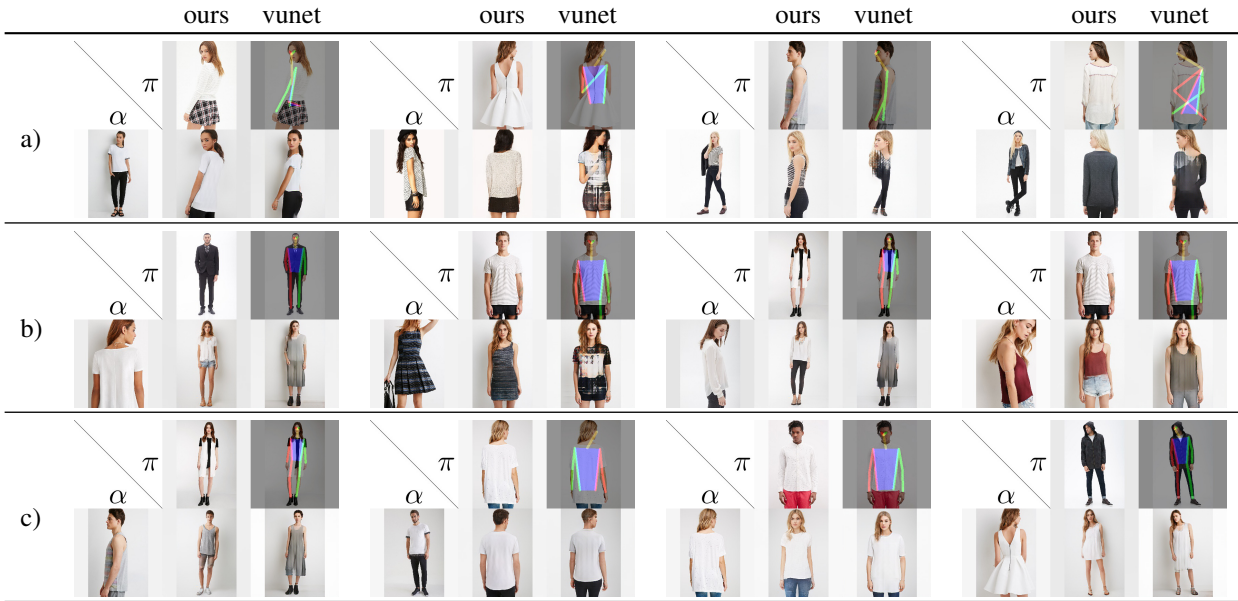 ours vunet ours vunet ours vunet ours vunet
π π π π
α α α α
a)
π π π π
α α α α
b)
π π π π
α α α α
c)